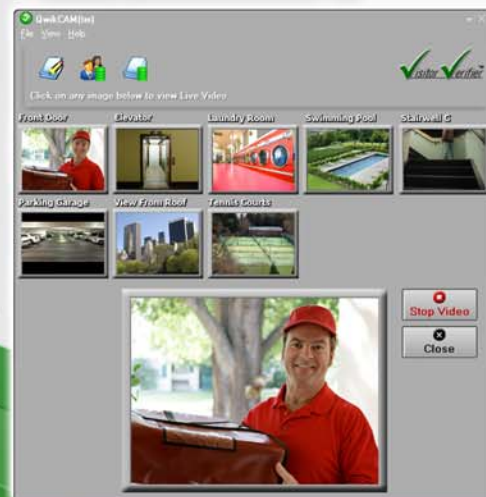 QwikCAM(tm)
File View Help
Visitor Verifier™
Click on any image below to view Live Video
Front Door Elevator Laundry Room Swimming Pool Stairwell C
Parking Garage View From Roof Tennis Courts
Stop Video
Close